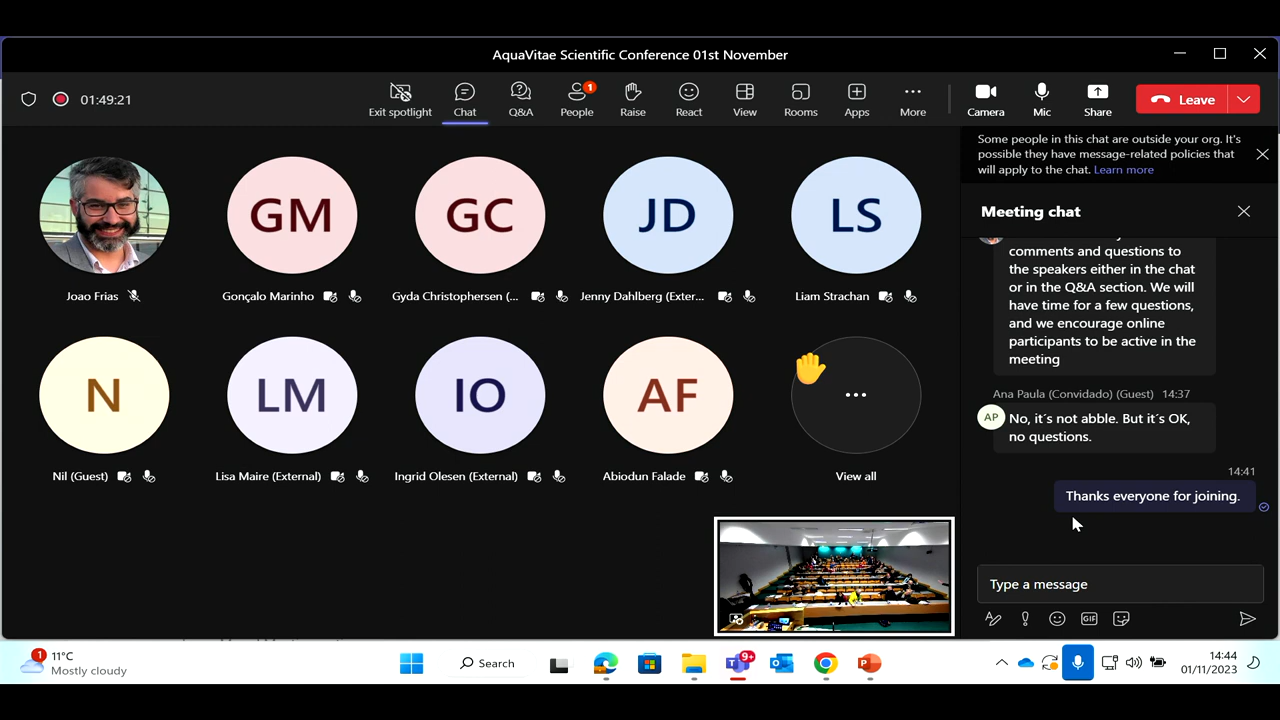 AquaVitae Scientific Conference 01st November
01:49:21
Exit spotlight
Chat
Q&A
1
People
Raise
React
View
Rooms
Apps
More
Camera
Mic
Share
Leave
Some people in this chat are outside your org. It's
possible they have message-related policies that
will apply to the chat. Learn more
GM
GC
JD
LS
Joao Frias
Gonçalo Marinho
Gyda Christophersen (...
Jenny Dahlberg (Exter...
Liam Strachan
N
LM
IO
AF
Nil (Guest)
Lisa Maire (External)
Ingrid Olesen (External)
Abiodun Falade
View all
Meeting chat
comments and questions to
the speakers either in the chat
or in the Q&A section. We will
have time for a few questions,
and we encourage online
participants to be active in the
meeting
Ana Paula (Convidado) (Guest) 14:37
AP
No, it´s not abble. But it´s OK,
no questions.
14:41
Thanks everyone for joining.
Type a message
GIF
1
11°C
Mostly cloudy
Search
9+
14:44
01/11/2023